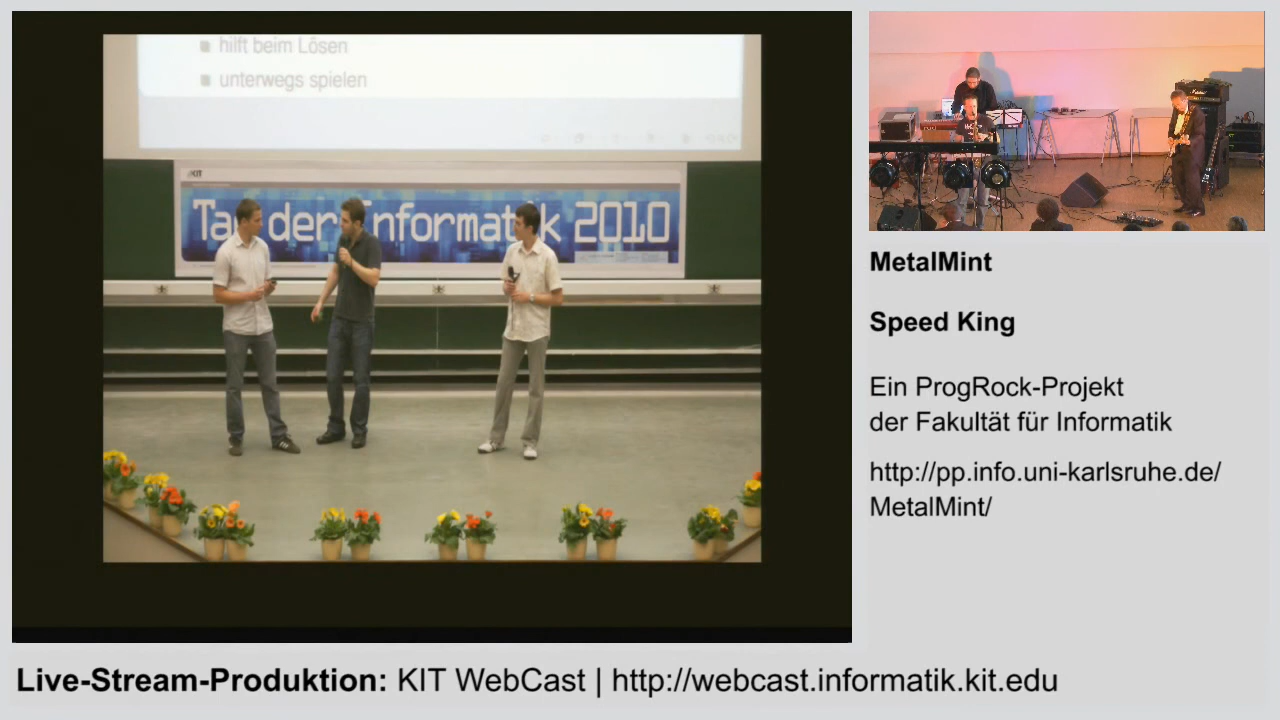 hilft beim Lösen
unterwegs spielen
KIT
Tag der Informatik 2010
MetalMint
Speed King
Ein ProgRock-Projekt
der Fakultät für Informatik
http://pp.info.uni-karlsruhe.de/
MetalMint/
Live-Stream-Produktion: KIT WebCast | http://webcast.informatik.kit.edu